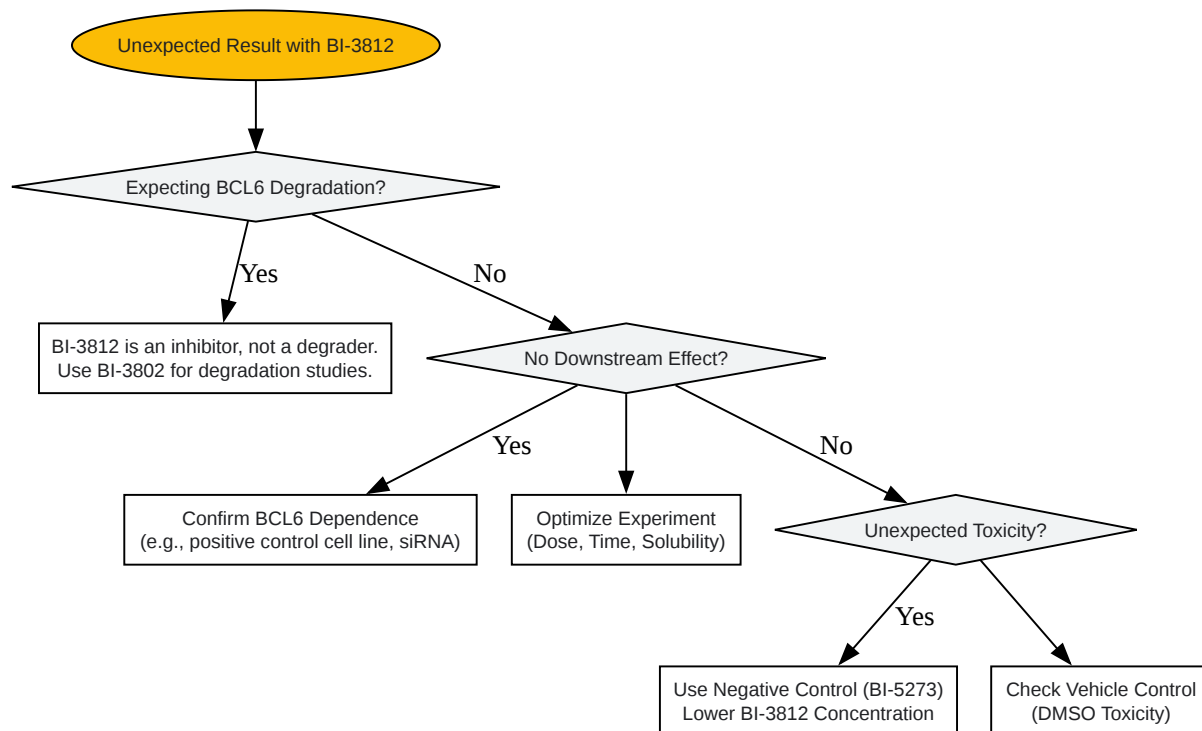 Unexpected Result with BI-3812
Expecting BCL6 Degradation?
Yes
No
BI-3812 is an inhibitor, not a degrader.
Use BI-3802 for degradation studies.
No Downstream Effect?
Yes
No
Confirm BCL6 Dependence
(e.g., positive control cell line, siRNA)
Optimize Experiment
(Dose, Time, Solubility)
Unexpected Toxicity?
Yes
Use Negative Control (BI-5273)
Lower BI-3812 Concentration
Check Vehicle Control
(DMSO Toxicity)